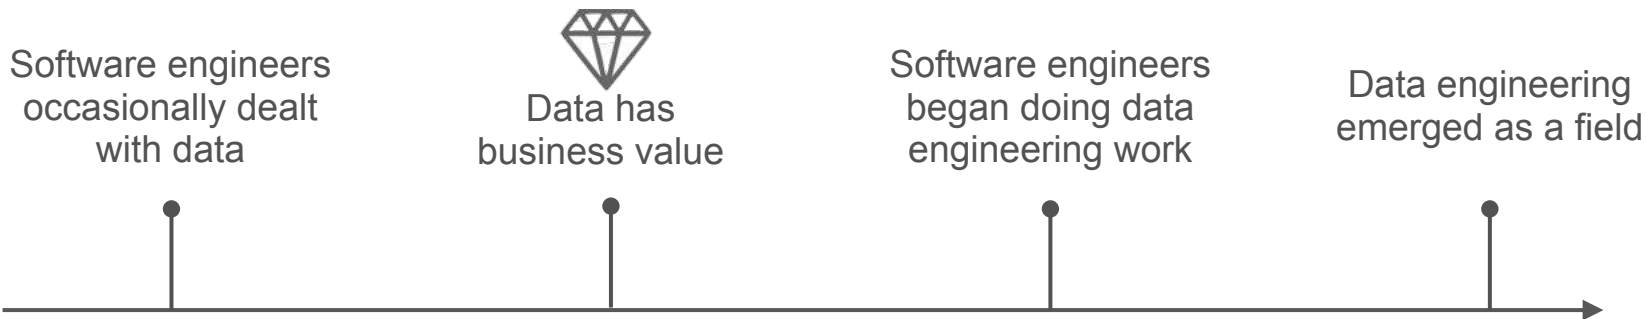 Software engineers
occasionally dealt
with data
Data has
business value
Software engineers
began doing data
engineering work
Data engineering
emerged as a field